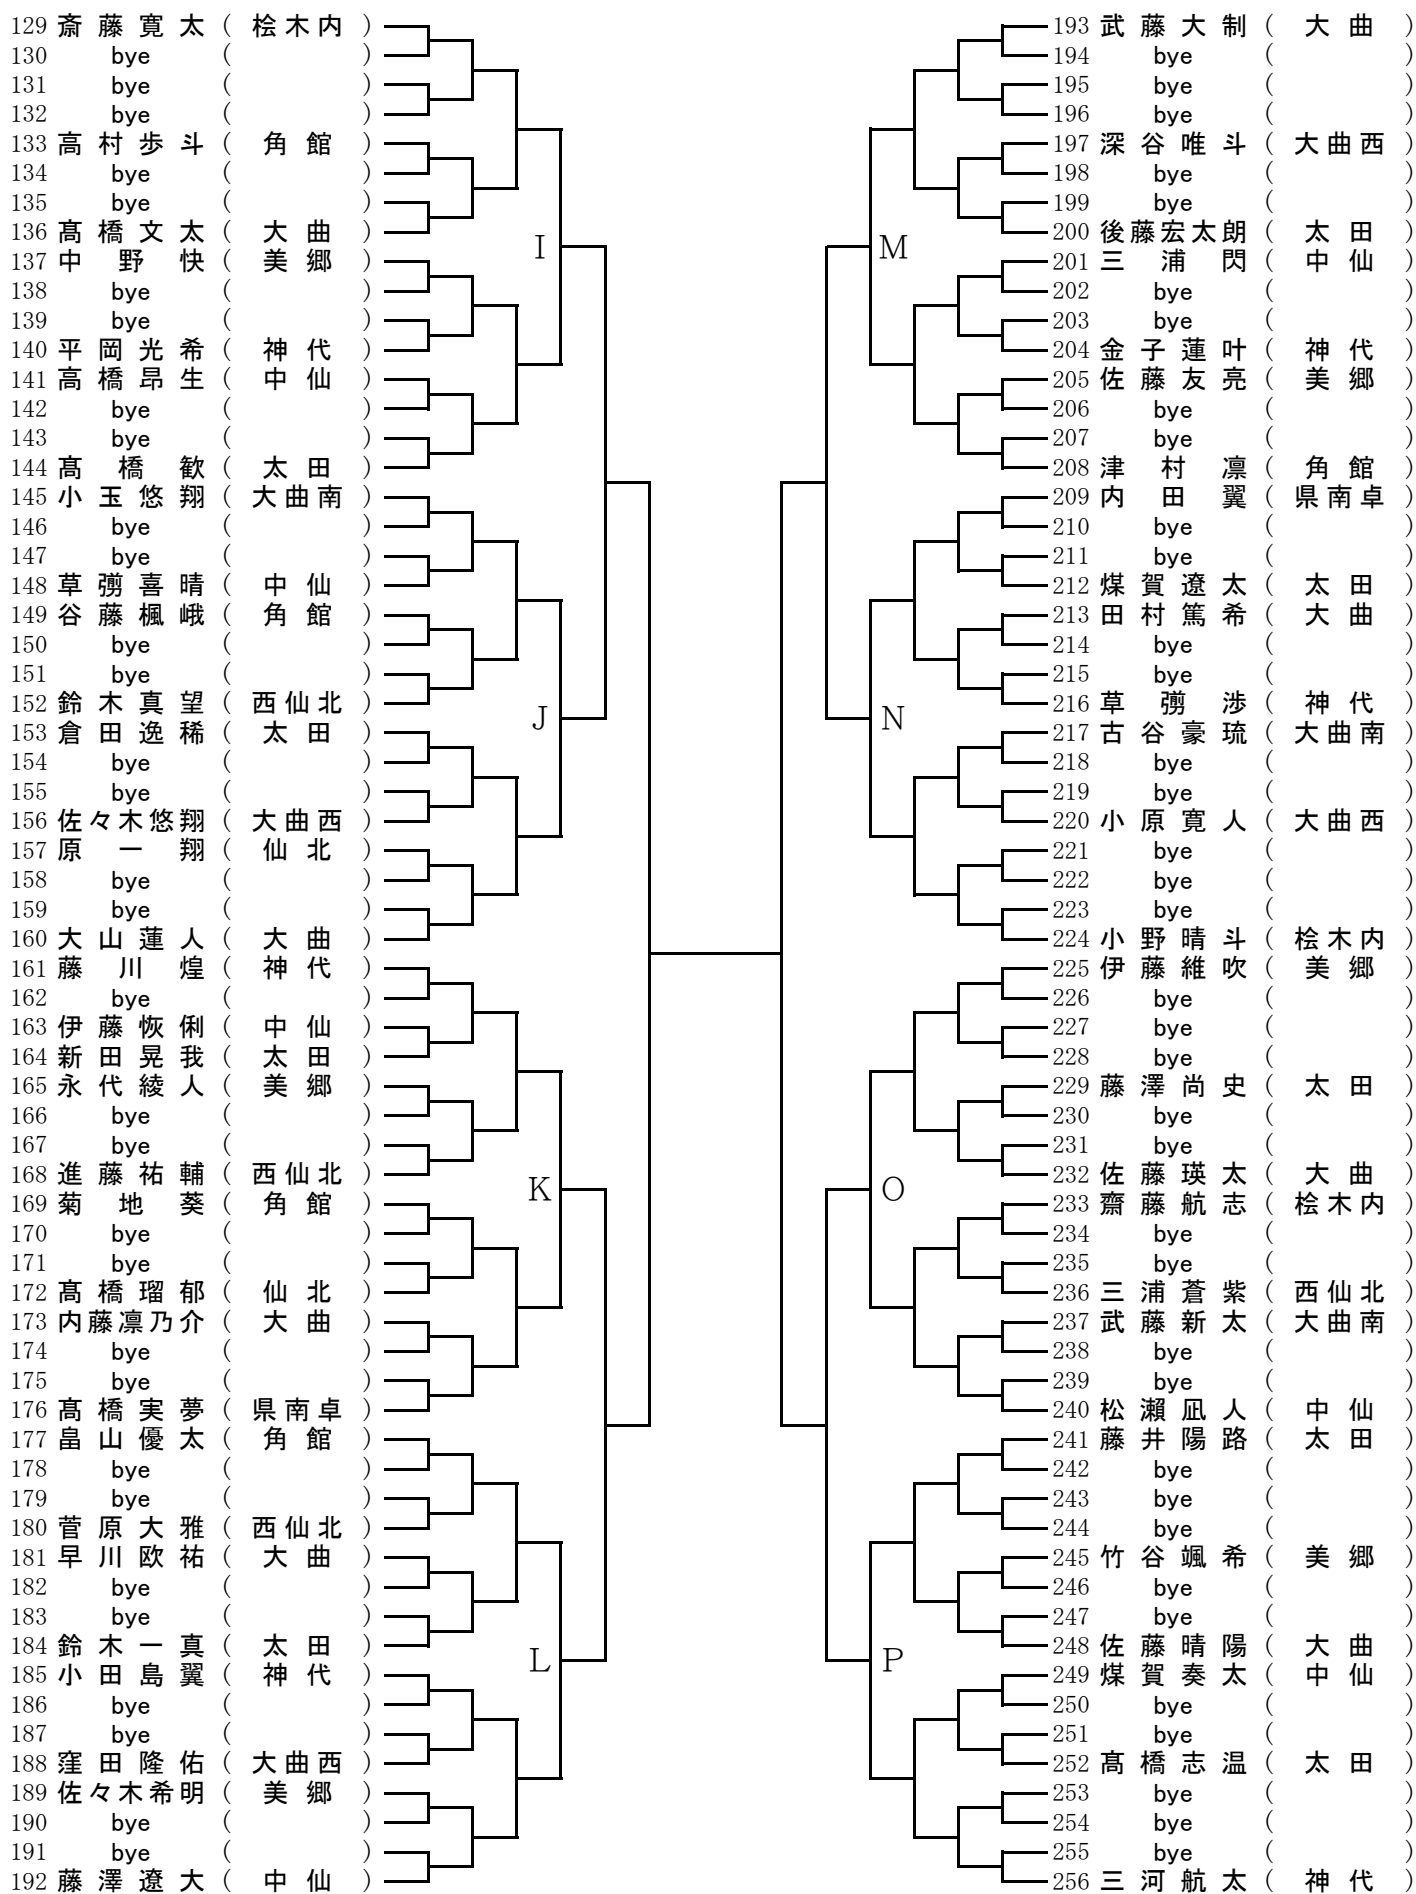 129 斎藤寛太 ( 桧木内 )
130 bye ( )
131 bye ( )
132 bye ( )
133 高村歩斗 ( 角館 )
134 bye ( )
135 bye ( )
136 髙橋文太 ( 大曲 )
137 中野快 ( 美郷 )
138 bye ( )
139 bye ( )
140 平岡光希 ( 神代 )
141 高橋昂生 ( 中仙 )
142 bye ( )
143 bye ( )
144 髙橋歓 ( 太田 )
145 小玉悠翔 ( 大曲南 )
146 bye ( )
147 bye ( )
148 草彅喜晴 ( 中仙 )
149 谷藤楓峨 ( 角館 )
150 bye ( )
151 bye ( )
152 鈴木真望 ( 西仙北 )
153 倉田逸稀 ( 太田 )
154 bye ( )
155 bye ( )
156 佐々木悠翔 ( 大曲西 )
157 原一翔 ( 仙北 )
158 bye ( )
159 bye ( )
160 大山蓮人 ( 大曲 )
161 藤川煌 ( 神代 )
162 bye ( )
163 伊藤恢俐 ( 中仙 )
164 新田晃我 ( 太田 )
165 永代綾人 ( 美郷 )
166 bye ( )
167 bye ( )
168 進藤祐輔 ( 西仙北 )
169 菊地葵 ( 角館 )
170 bye ( )
171 bye ( )
172 髙橋瑠郁 ( 仙北 )
173 内藤凛乃介 ( 大曲 )
174 bye ( )
175 bye ( )
176 髙橋実夢 ( 県南卓 )
177 畠山優太 ( 角館 )
178 bye ( )
179 bye ( )
180 菅原大雅 ( 西仙北 )
181 早川欧祐 ( 大曲 )
182 bye ( )
183 bye ( )
184 鈴木一真 ( 太田 )
185 小田島翼 ( 神代 )
186 bye ( )
187 bye ( )
188 窪田隆佑 ( 大曲西 )
189 佐々木希明 ( 美郷 )
190 bye ( )
191 bye ( )
192 藤澤遼大 ( 中仙 )
I
J
K
L
M
N
O
P
193 武藤大制 ( 大曲 )
194 bye ( )
195 bye ( )
196 bye ( )
197 深谷唯斗 ( 大曲西 )
198 bye ( )
199 bye ( )
200 後藤宏太朗 ( 太田 )
201 三浦閃 ( 中仙 )
202 bye ( )
203 bye ( )
204 金子蓮叶 ( 神代 )
205 佐藤友亮 ( 美郷 )
206 bye ( )
207 bye ( )
208 津村凛 ( 角館 )
209 内田翼 ( 県南卓 )
210 bye ( )
211 bye ( )
212 煤賀遼太 ( 太田 )
213 田村篤希 ( 大曲 )
214 bye ( )
215 bye ( )
216 草彅渉 ( 神代 )
217 古谷豪琉 ( 大曲南 )
218 bye ( )
219 bye ( )
220 小原寛人 ( 大曲西 )
221 bye ( )
222 bye ( )
223 bye ( )
224 小野晴斗 ( 桧木内 )
225 伊藤維吹 ( 美郷 )
226 bye ( )
227 bye ( )
228 bye ( )
229 藤澤尚史 ( 太田 )
230 bye ( )
231 bye ( )
232 佐藤瑛太 ( 大曲 )
233 齋藤航志 ( 桧木内 )
234 bye ( )
235 bye ( )
236 三浦蒼紫 ( 西仙北 )
237 武藤新太 ( 大曲南 )
238 bye ( )
239 bye ( )
240 松瀬凪人 ( 中仙 )
241 藤井陽路 ( 太田 )
242 bye ( )
243 bye ( )
244 bye ( )
245 竹谷颯希 ( 美郷 )
246 bye ( )
247 bye ( )
248 佐藤晴陽 ( 大曲 )
249 煤賀奏太 ( 中仙 )
250 bye ( )
251 bye ( )
252 髙橋志温 ( 太田 )
253 bye ( )
254 bye ( )
255 bye ( )
256 三河航太 ( 神代 )